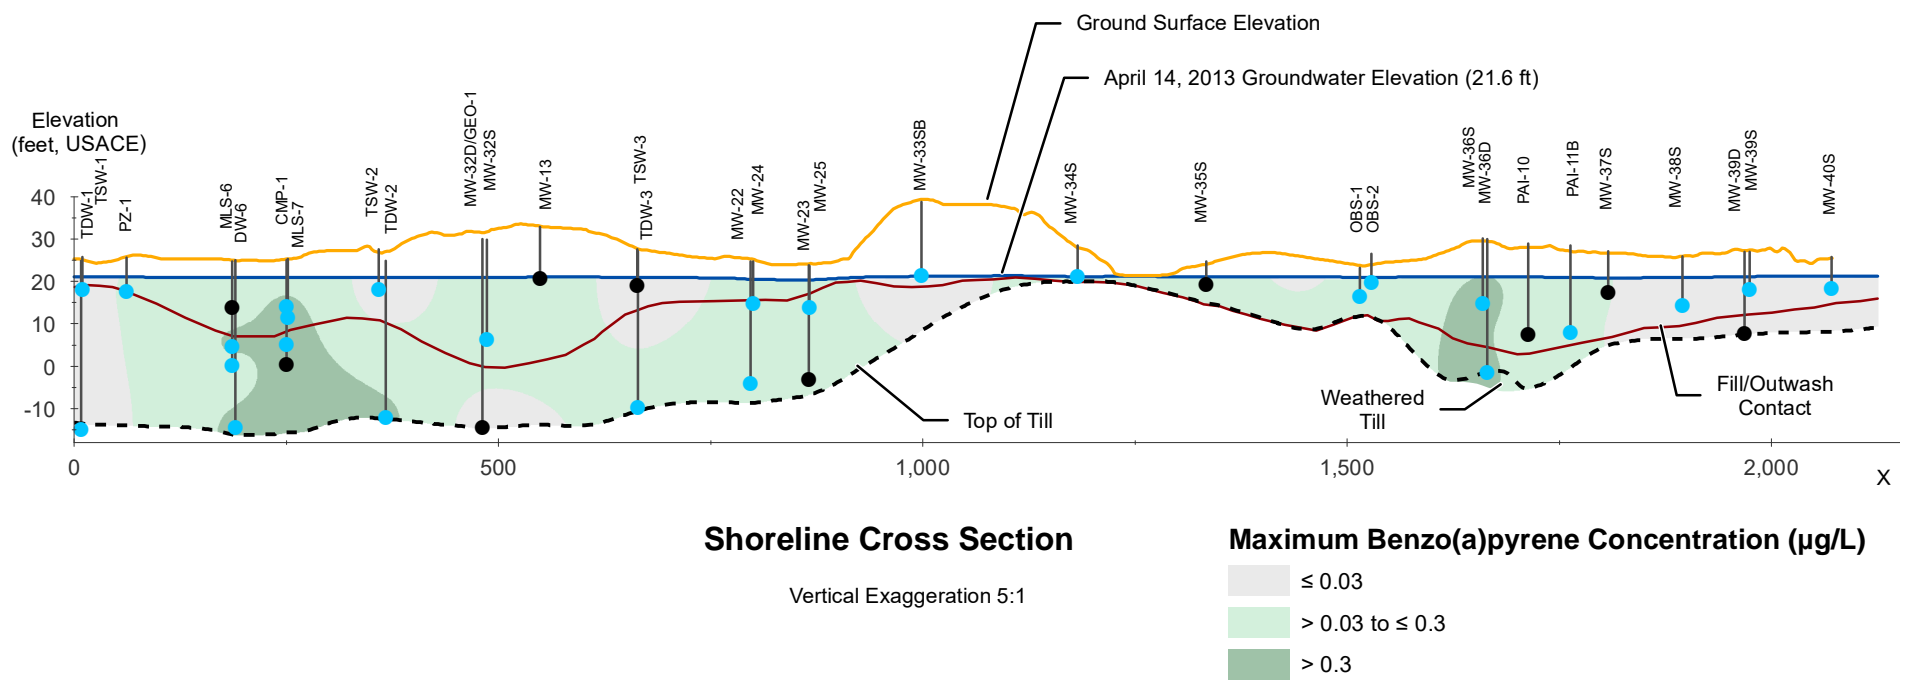 Ground Surface Elevation
April 14, 2013 Groundwater Elevation (21.6 ft)
Elevation
(feet, USACE)
TDW-1
TSW-1
PZ-1
MLS-6
DW-6
CMP-1
MLS-7
TSW-2
TDW-2
MW-32D/GEO-1
MW-32S
MW-13
TDW-3
TSW-3
MW-22
MW-24
MW-23
MW-25
MW-33SB
MW-34S
MW-35S
OBS-1
OBS-2
MW-36S
MW-36D
PAI-10
PAI-11B
MW-37S
MW-38S
MW-39D
MW-39S
MW-40S
40
30
20
10
0
-10
Top of Till
Weathered
Till
Fill/Outwash
Contact
0
500
1,000
1,500
2,000
X
Shoreline Cross Section
Vertical Exaggeration 5:1
Maximum Benzo(a)pyrene Concentration (µg/L)
≤ 0.03
> 0.03 to ≤ 0.3
> 0.3